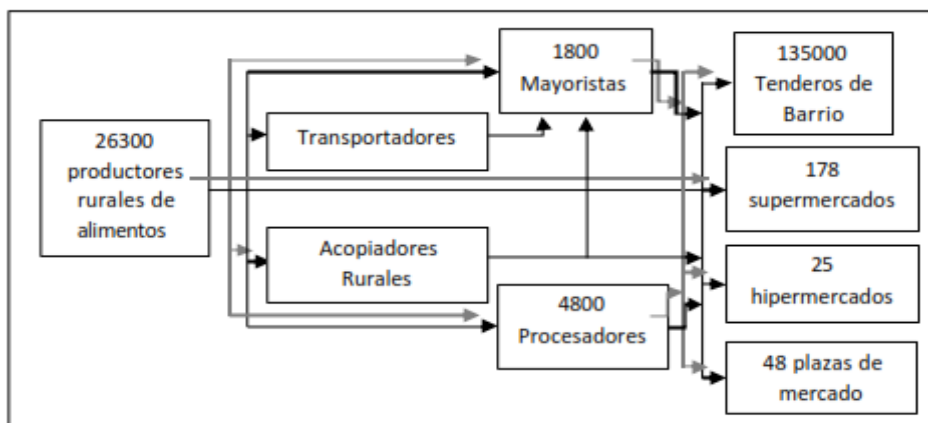 26300
productores
rurales de
alimentos
Transportadores
Acopiadores
Rurales
1800
Mayoristas
4800
Procesadores
135000
Tenderos de
Barrio
178
supermercados
25
hipermercados
48 plazas de
mercado